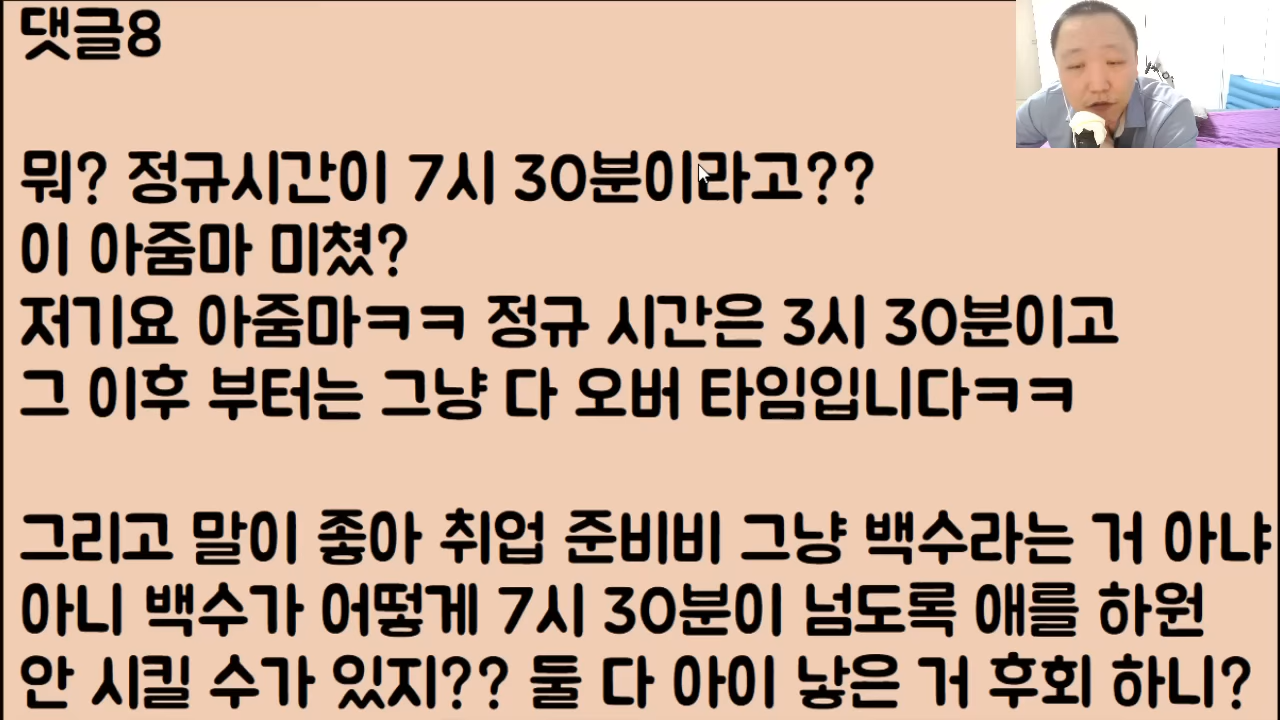 댓글8
뭐? 정규시간이 7시 30분이라고??
이 아줌마 미쳤?
저기요 아줌마ㅋㅋ 정규 시간은 3시 30분이고
그 이후 부터는 그냥 다 오버 타임입니다ㅋㅋ
그리고 말이 좋아 취업 준비비 그냥 백수라는 거 아냐
아니 백수가 어떻게 7시 30분이 넘도록 애를 하원
안 시킬 수가 있지?? 둘 다 아이 낳은 거 후회 하니?